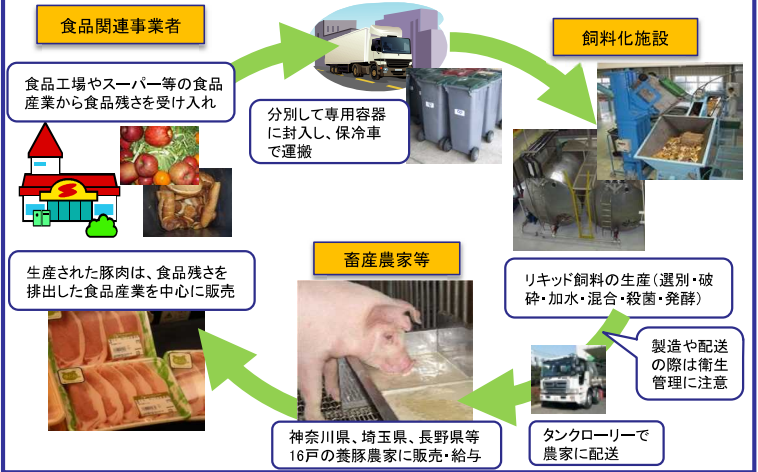 食品関連事業者
食品工場やスーパー等の食品
産業から食品残さを受け入れ
分別して専用容器
に封入し、保冷車
で運搬
飼料化施設
リキッド飼料の生産(選別・破
砕・加水・混合・殺菌・発酵)
製造や配送
の際は衛生
管理に注意
タンクローリーで
農家に配送
畜産農家等
神奈川県、埼玉県、長野県等
16戸の養豚農家に販売・給与
生産された豚肉は、食品残さを
排出した食品産業を中心に販売
S